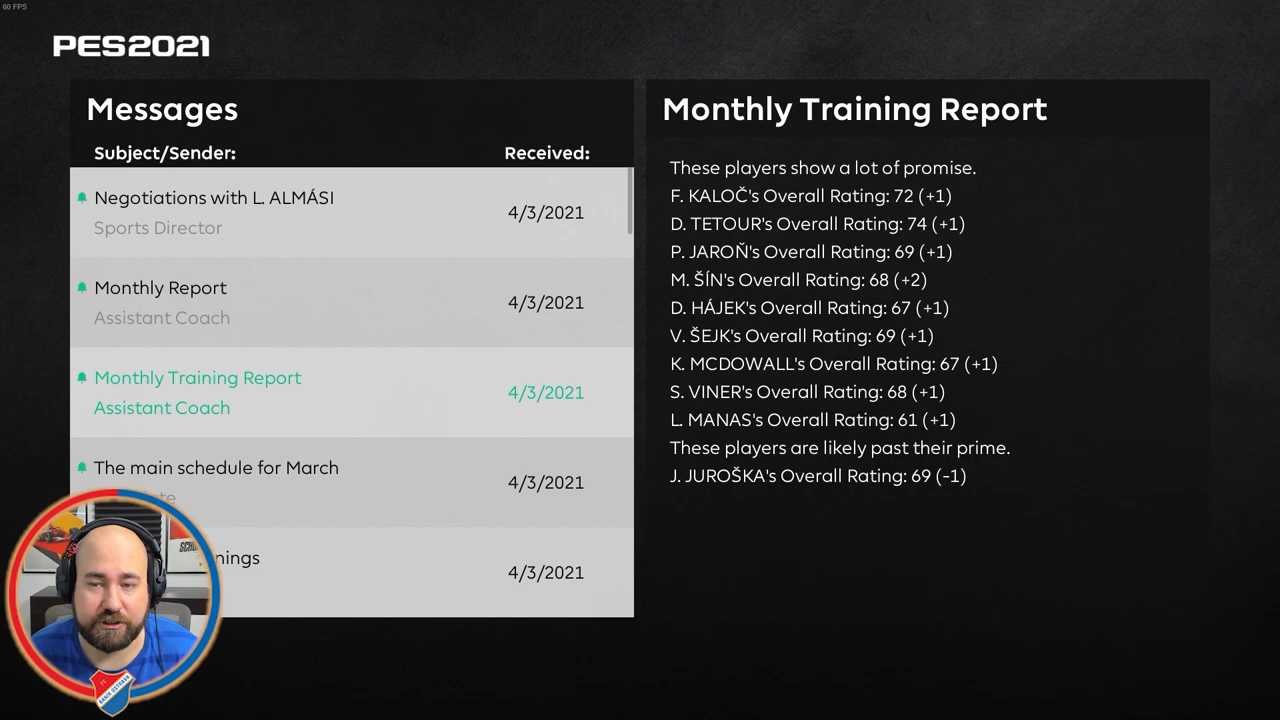 60 FPS
PES2021
Messages
Subject/Sender:
Received:
Negotiations with L. ALMÁSI
Sports Director
4/3/2021
Monthly Report
Assistant Coach
4/3/2021
Monthly Training Report
Assistant Coach
4/3/2021
The main schedule for March
4/3/2021
4/3/2021
Monthly Training Report
These players show a lot of promise.
F. KALOČ's Overall Rating: 72 (+1)
D. TETOUR's Overall Rating: 74 (+1)
P. JAROŇ's Overall Rating: 69 (+1)
M. ŠÍN's Overall Rating: 68 (+2)
D. HÁJEK's Overall Rating: 67 (+1)
V. ŠEJK's Overall Rating: 69 (+1)
K. MCDOWALL's Overall Rating: 67 (+1)
S. VINER's Overall Rating: 68 (+1)
L. MANAS's Overall Rating: 61 (+1)
These players are likely past their prime.
J. JUROŠKA's Overall Rating: 69 (-1)
FC
BANÍK OSTRAVA